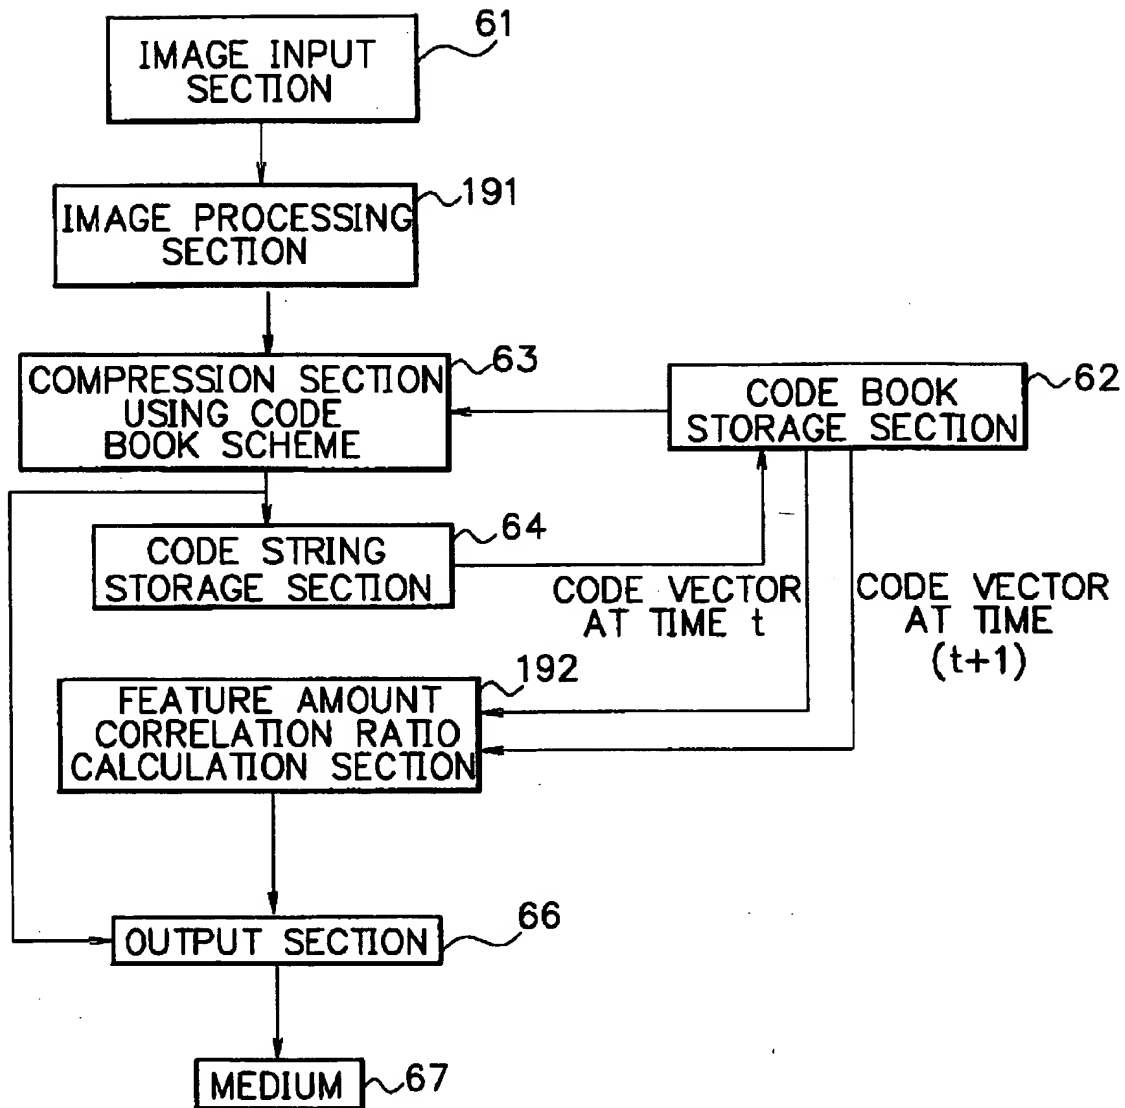 61
IMAGE INPUT
SECTION
191
IMAGE PROCESSING
SECTION
63
COMPRESSION SECTION
USING CODE
BOOK SCHEME
62
CODE BOOK
STORAGE SECTION
64
CODE STRING
STORAGE SECTION
CODE VECTOR
AT TIME t
CODE VECTOR
AT TIME
(t+1)
192
FEATURE AMOUNT
CORRELATION RATIO
CALCULATION SECTION
66
OUTPUT SECTION
MEDIUM
67